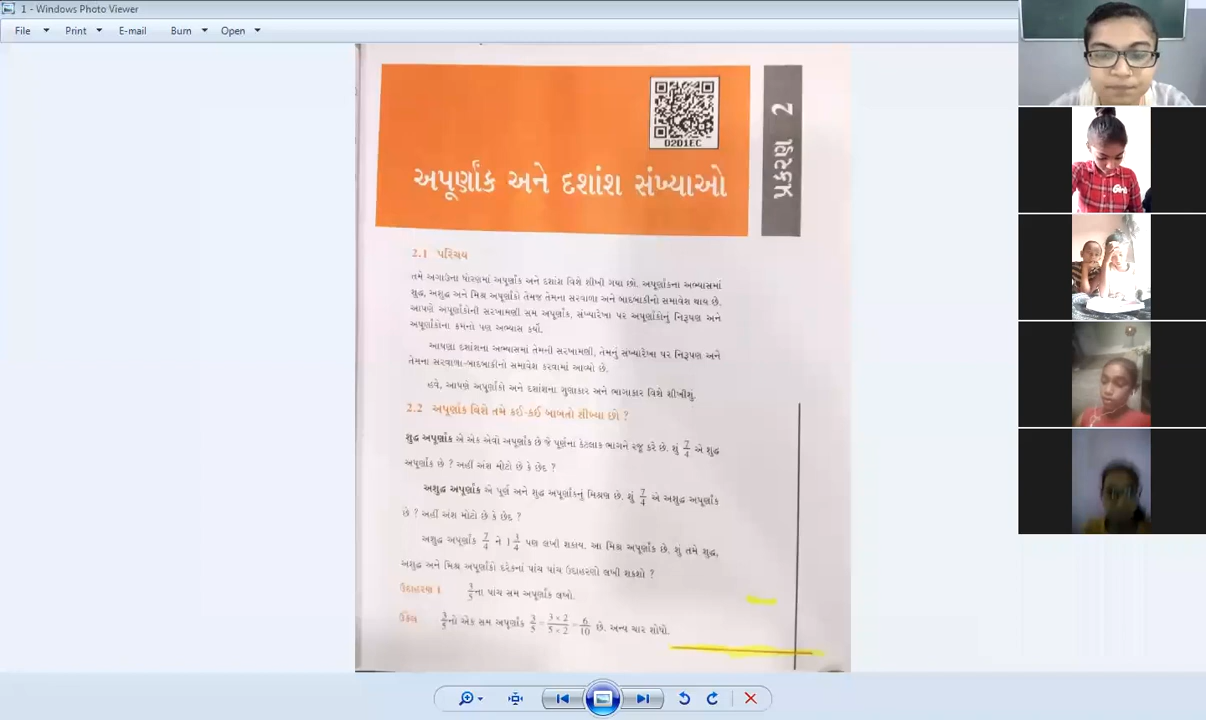 1 - Windows Photo Viewer
File Print E-mail Burn Open
D2D1EC
પ્રકરણ 2
અપૂર્ણાંક અને દશાંશ સંખ્યાઓ
2.1 પરિચય
તમે અગાઉના ધોરણમાં અપૂર્ણાંક અને દશાંશ વિશે શીખી ગયા છો. અપૂર્ણાંકના અભ્યાસમાં
શુદ્ધ, અશુદ્ધ અને મિશ્ર અપૂર્ણાંકો તેમજ તેમના સરવાળા અને બાદબાકીનો સમાવેશ થાય છે.
આપણે અપૂર્ણાંકોની સરખામણી સમ અપૂર્ણાંક, સંખ્યારેખા પર અપૂર્ણાંકોનું નિરૂપણ અને
અપૂર્ણાંકોના ક્રમનો પણ અભ્યાસ કર્યો.
આપણા દશાંશના અભ્યાસમાં તેમની સરખામણી, તેમનું સંખ્યારેખા પર નિરૂપણ અને
તેમના સરવાળા-બાદબાકીનો સમાવેશ કરવામાં આવ્યો છે.
હવે, આપણે અપૂર્ણાંકો અને દશાંશના ગુણાકાર અને ભાગાકાર વિશે શીખીશું.
2.2 અપૂર્ણાંક વિશે તમે કઈ-કઈ બાબતો શીખ્યા છો ?
શુદ્ધ અપૂર્ણાંક એ એક એવો અપૂર્ણાંક છે જે પૂર્ણના કેટલાક ભાગને રજૂ કરે છે. શું 7/4 એ શુદ્ધ
અપૂર્ણાંક છે ? અહીં અંશ મોટો છે કે છેદ ?
અશુદ્ધ અપૂર્ણાંક એ પૂર્ણ અને શુદ્ધ અપૂર્ણાંકનું મિશ્રણ છે. શું 7/4 એ અશુદ્ધ અપૂર્ણાંક
છે ? અહીં અંશ મોટો છે કે છેદ ?
અશુદ્ધ અપૂર્ણાંક 7/4 ને 1 3/4 પણ લખી શકાય. આ મિશ્ર અપૂર્ણાંક છે. શું તમે શુદ્ધ,
અશુદ્ધ અને મિશ્ર અપૂર્ણાંકો દરેકનાં પાંચ પાંચ ઉદાહરણો લખી શકશો ?
ઉદાહરણ 1 3/5ના પાંચ સમ અપૂર્ણાંક લખો.
ઉકેલ 3/5નો એક સમ અપૂર્ણાંક 3/5 = 3 × 2/5 × 2 = 6/10 છે. અન્ય ચાર શોધો.